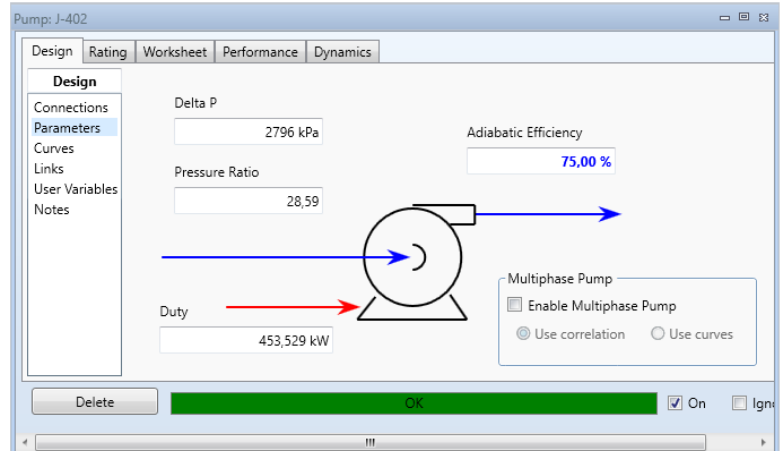 Pump: J-402
Design Rating Worksheet Performance Dynamics
Design
Connections
Parameters
Curves
Links
User Variables
Notes
Delta P
2796 kPa
Pressure Ratio
28,59
Adiabatic Efficiency
75,00 %
Duty
453,529 kW
Multiphase Pump
Enable Multiphase Pump
Use correlation Use curves
Delete OK On Igno